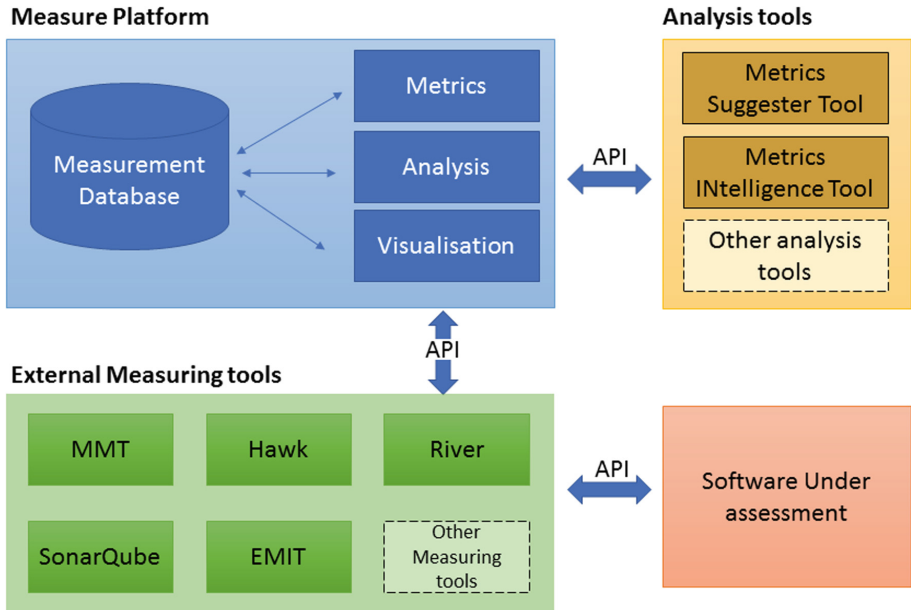 Measure Platform
Measurement
Database
Metrics
Analysis
Visualisation
API
Analysis tools
Metrics
Suggester Tool
Metrics
INtelligence Tool
Other analysis
tools
API
External Measuring tools
MMT
Hawk
River
SonarQube
EMIT
Other
Measuring
tools
API
Software Under
assessment